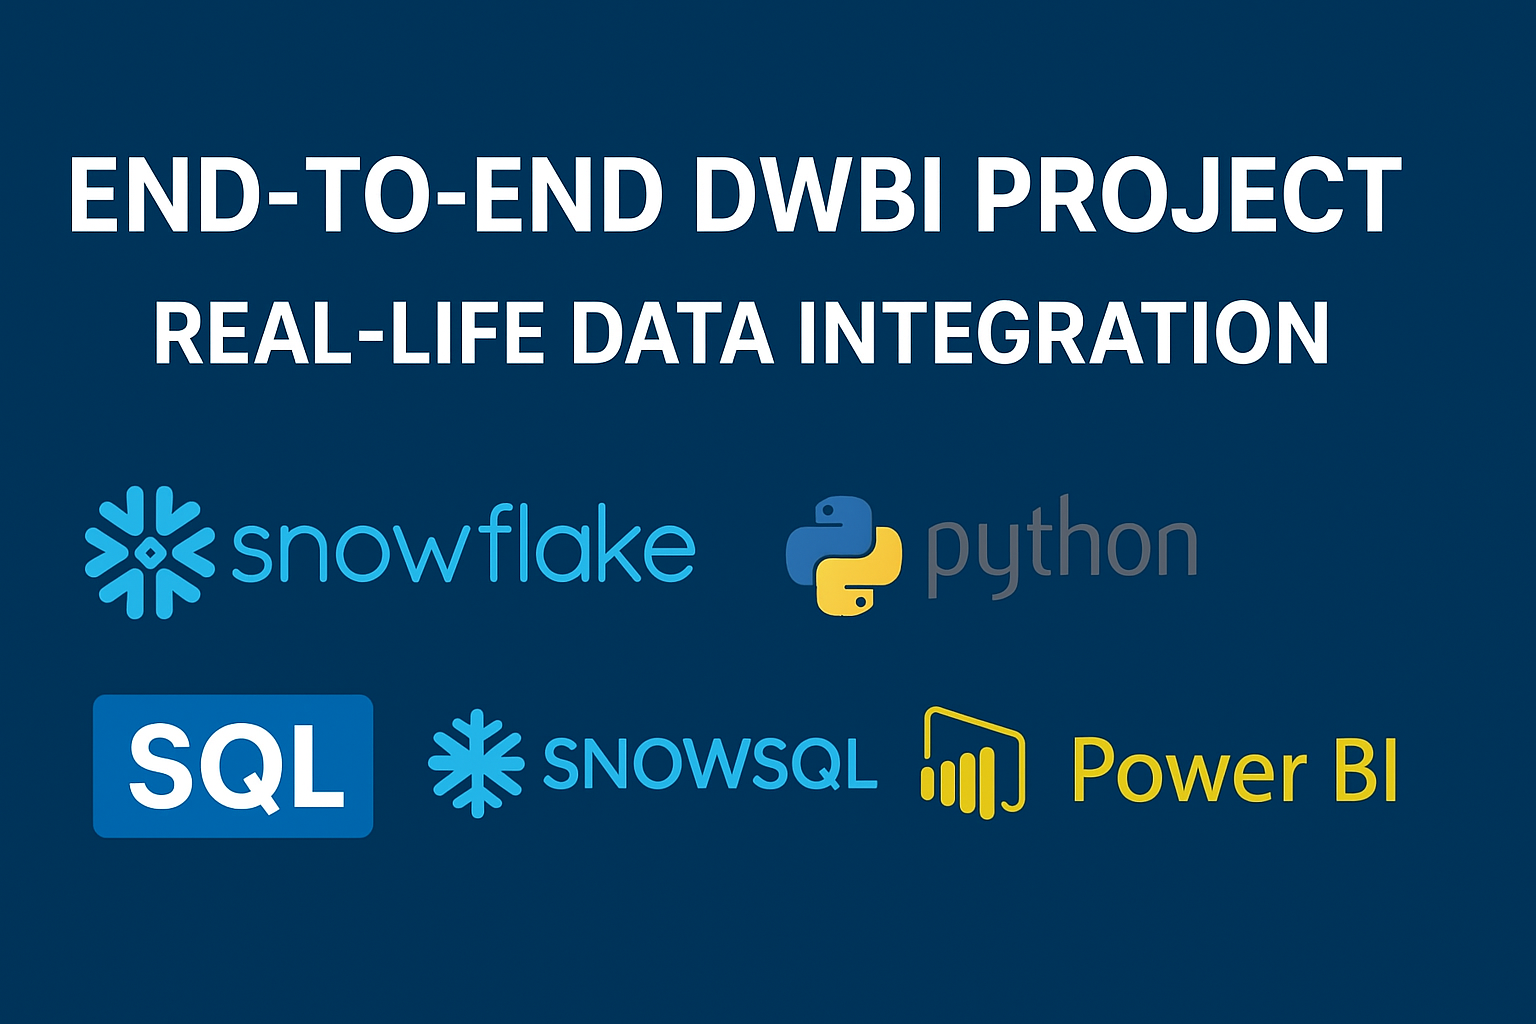 END-TO-END DWBI PROJECT
REAL-LIFE DATA INTEGRATION
snowflake
python
SQL
SNOWSQL
Power BI